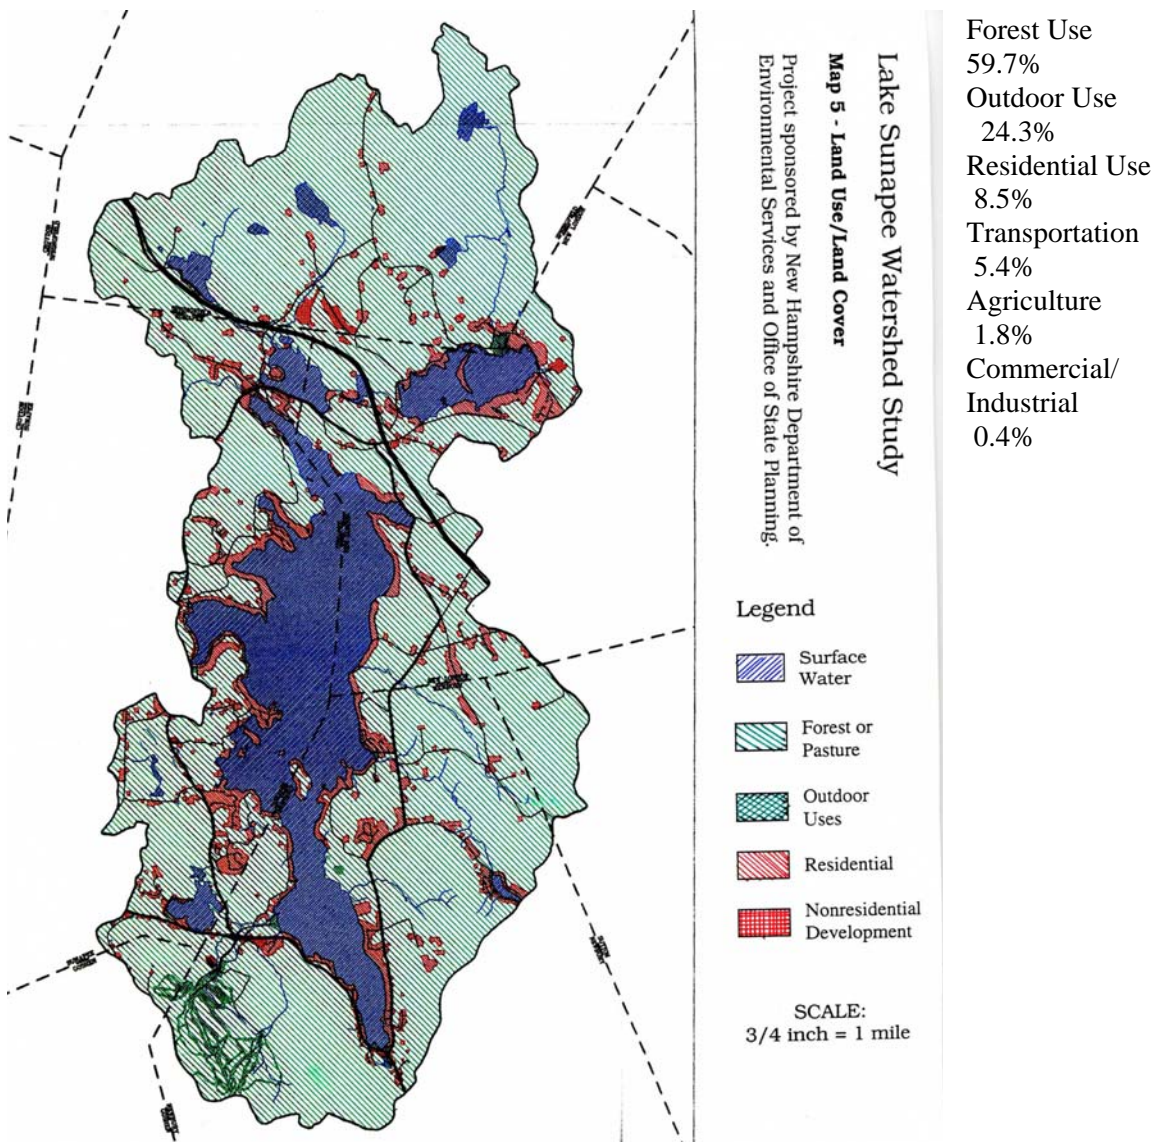 Lake Sunapee Watershed Study
Map 5 - Land Use/Land Cover
Project sponsored by New Hampshire Department of
Environmental Services and Office of State Planning.
Legend
Surface
Water
Forest or
Pasture
Outdoor
Uses
Residential
Nonresidential
Development
SCALE:
3/4 inch = 1 mile
Forest Use
59.7%
Outdoor Use
24.3%
Residential Use
8.5%
Transportation
5.4%
Agriculture
1.8%
Commercial/
Industrial
0.4%